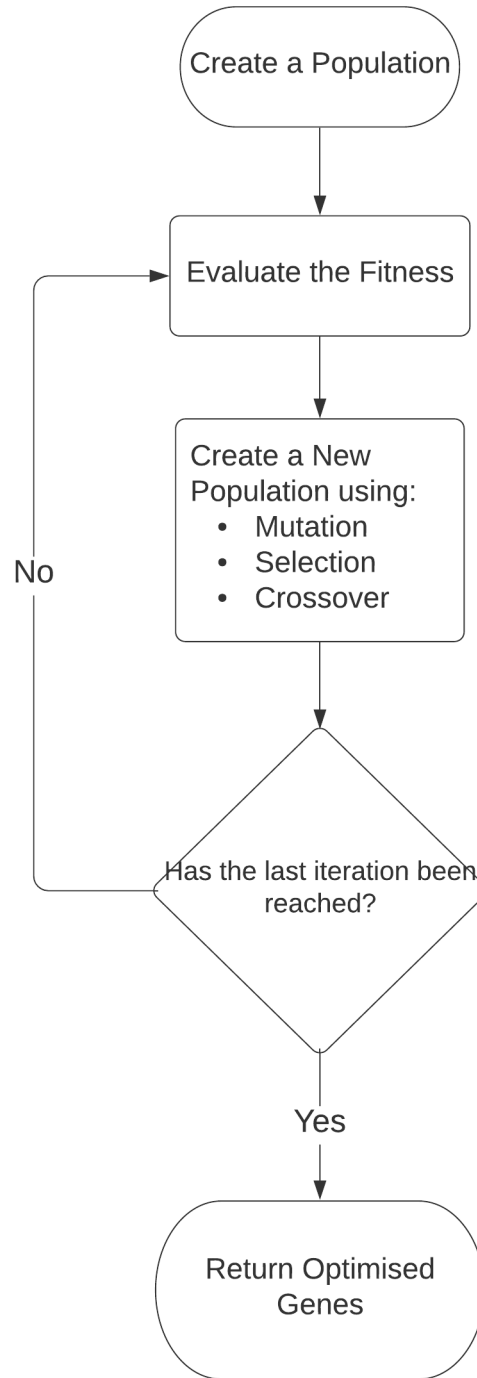 Create a Population
Evaluate the Fitness
Create a New
Population using:
• Mutation
• Selection
• Crossover
No
Has the last iteration been
reached?
Yes
Return Optimised
Genes